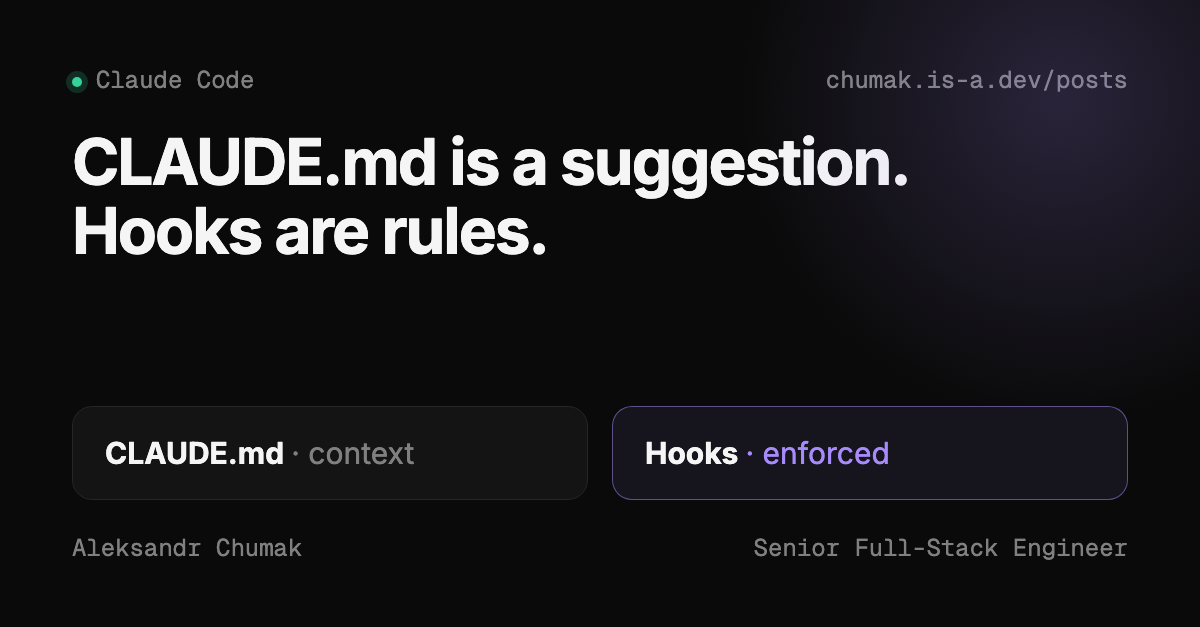 Claude Code
chumak.is-a.dev/posts
CLAUDE.md is a suggestion.
Hooks are rules.
CLAUDE.md · context
Hooks · enforced
Aleksandr Chumak
Senior Full-Stack Engineer